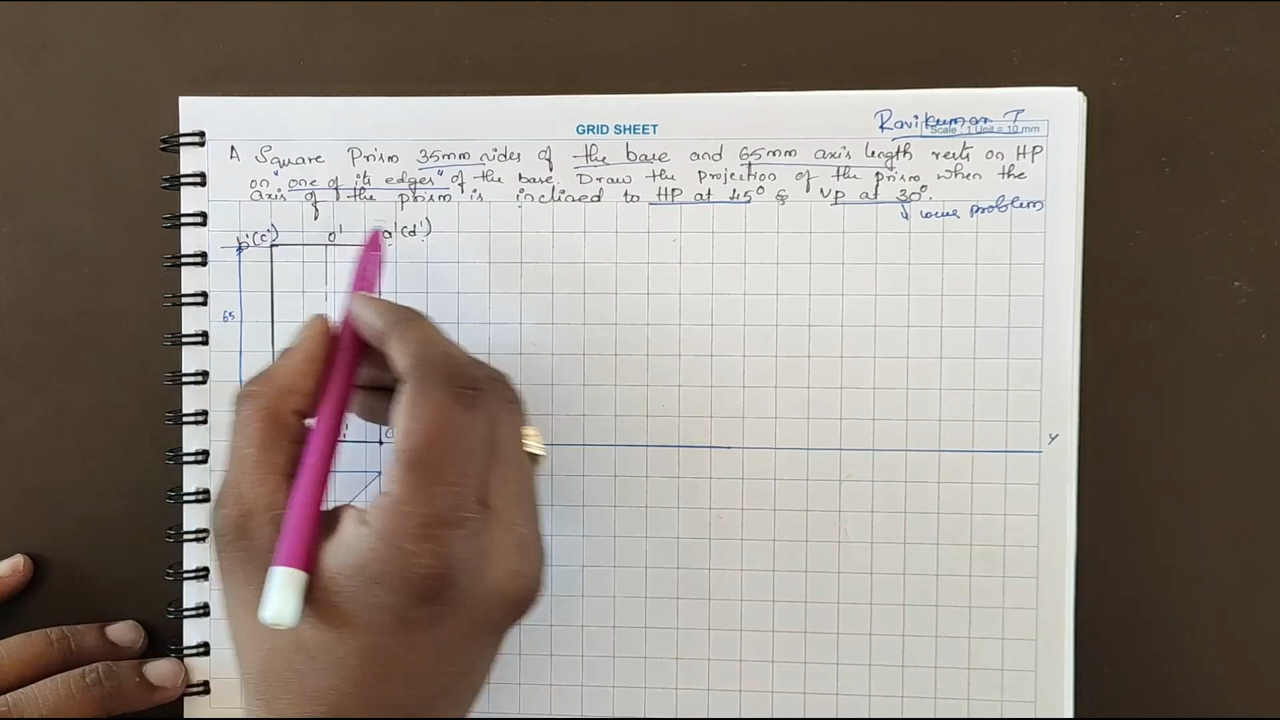 GRID SHEET
Ravikumar T
Scale : 1 Unit = 10 mm
A Square Prism 35mm sides of the base and 65mm axis length rests on HP
on "one of its edges" of the base. Draw the projection of the prism when the
axis of the prism is inclined to HP at 45° & VP at 30°.
↓ locus problem
b'(c') o' a'(d')
65
Y